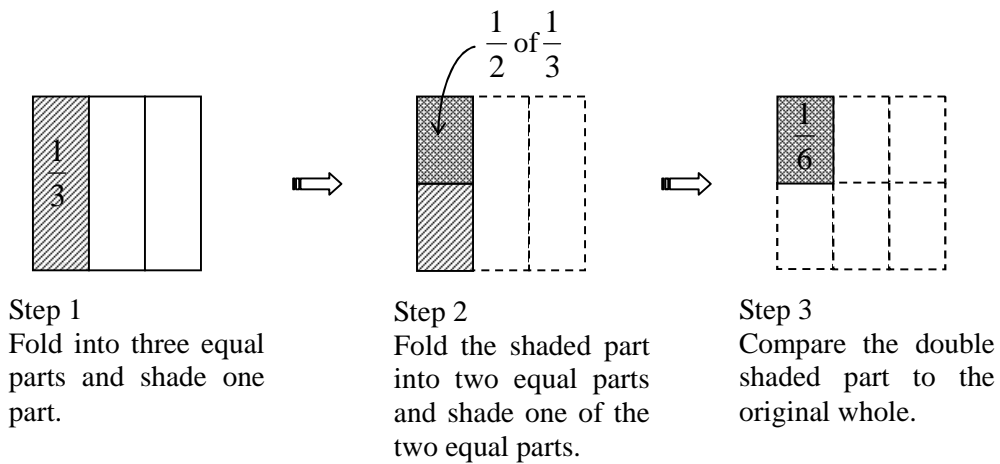 1/2 of 1/3
1/3
1/6
Step 1
Fold into three equal
parts and shade one
part.
Step 2
Fold the shaded part
into two equal parts
and shade one of the
two equal parts.
Step 3
Compare the double
shaded part to the
original whole.